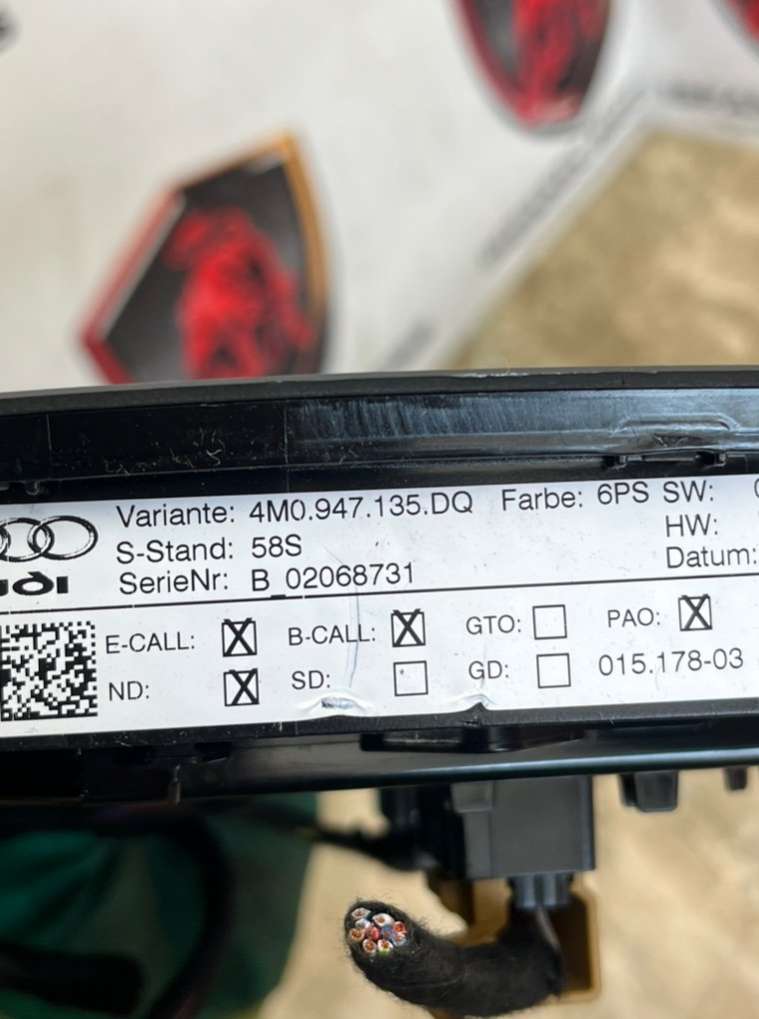 Variante: 4M0.947.135.DQ Farbe: 6PS SW:
S-Stand: 58S HW:
SerieNr: B_02068731 Datum:
E-CALL: X B-CALL: X GTO: PAO: X
ND: X SD: GD: 015.178-03